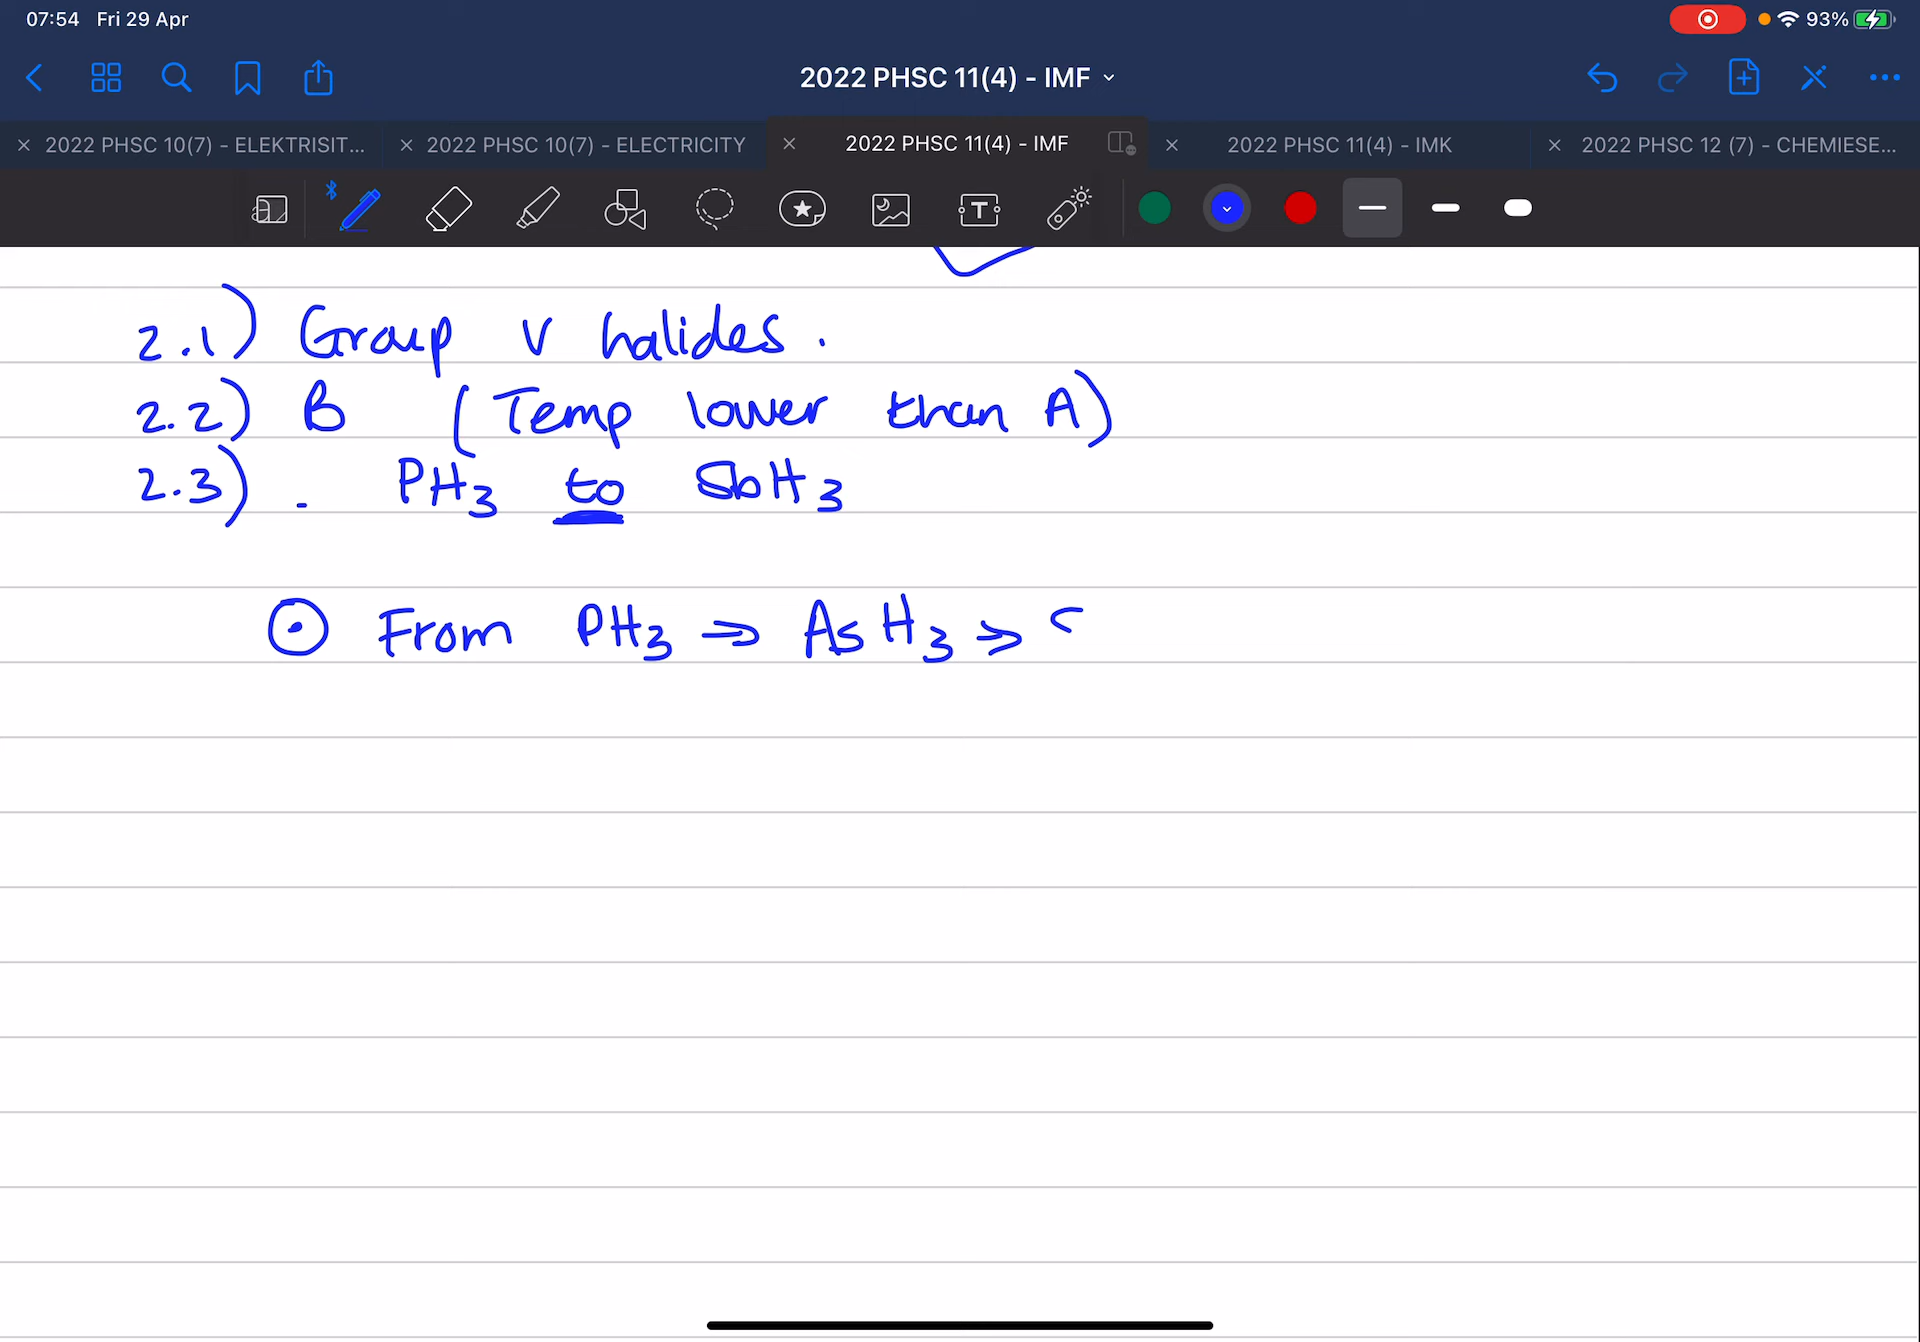 07:54 Fri 29 Apr 93%
2022 PHSC 11(4) - IMF
2022 PHSC 10(7) - ELEKTRISIT... 2022 PHSC 10(7) - ELECTRICITY 2022 PHSC 11(4) - IMF 2022 PHSC 11(4) - IMK 2022 PHSC 12 (7) - CHEMIESE...
T
2.1) Group V halides.
2.2) B (Temp lower than A)
2.3) . PH₃ to SbH₃
⊙ From PH₃ → AsH₃ →